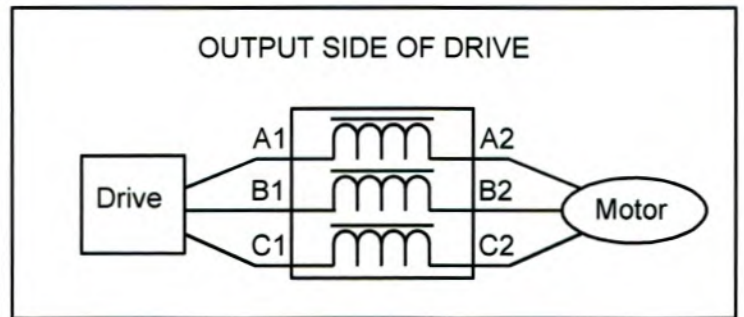 OUTPUT SIDE OF DRIVE
A1 A2
Drive B1 B2 Motor
C1 C2